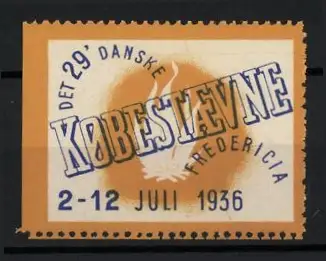 DET 29' DANSKE
KØBESTÆVNE
FREDERICIA
2-12 JULI 1936